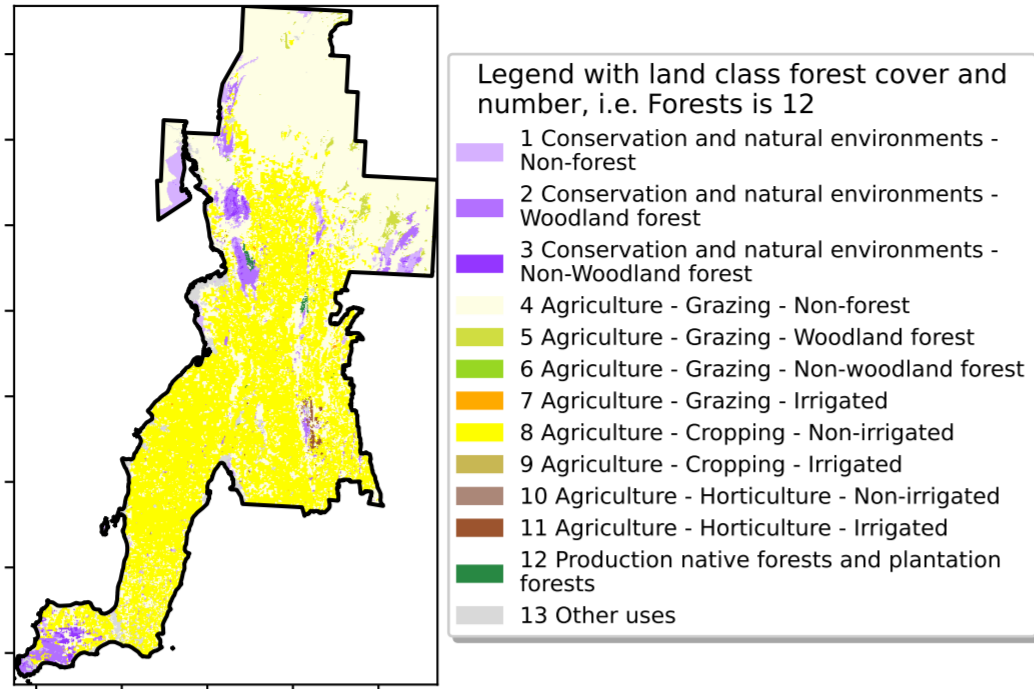 Legend with land class forest cover and
number, i.e. Forests is 12
1 Conservation and natural environments -
Non-forest
2 Conservation and natural environments -
Woodland forest
3 Conservation and natural environments -
Non-Woodland forest
4 Agriculture - Grazing - Non-forest
5 Agriculture - Grazing - Woodland forest
6 Agriculture - Grazing - Non-woodland forest
7 Agriculture - Grazing - Irrigated
8 Agriculture - Cropping - Non-irrigated
9 Agriculture - Cropping - Irrigated
10 Agriculture - Horticulture - Non-irrigated
11 Agriculture - Horticulture - Irrigated
12 Production native forests and plantation
forests
13 Other uses